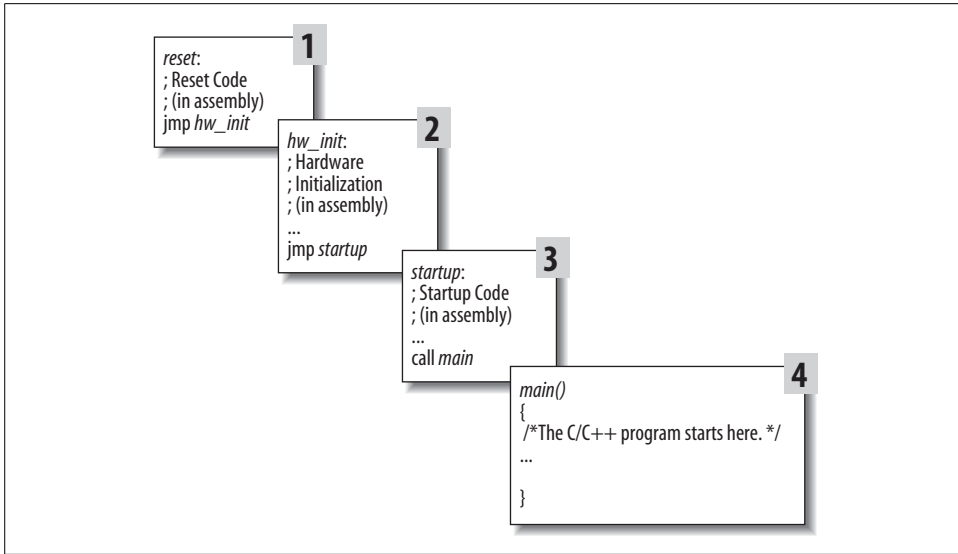 1
reset:
; Reset Code
; (in assembly)
jmp hw_init
2
hw_init:
; Hardware
; Initialization
; (in assembly)
...
jmp startup
3
startup:
; Startup Code
; (in assembly)
...
call main
4
main()
{
/*The C/C++ program starts here. */
...
}